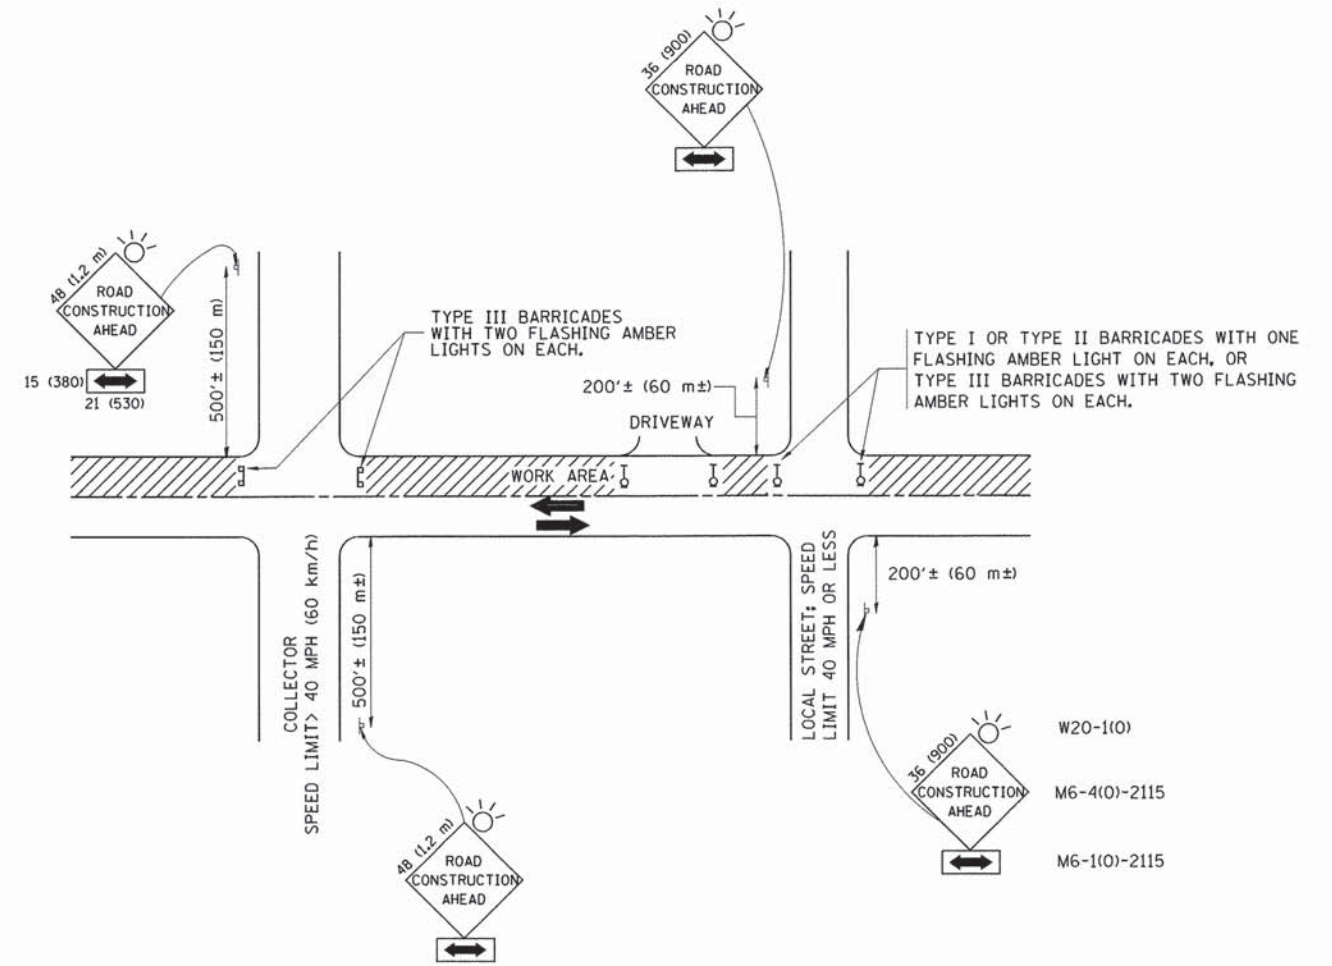 36 (900)
ROAD
CONSTRUCTION
AHEAD
48 (1.2 m)
ROAD
CONSTRUCTION
AHEAD
15 (380)
21 (530)
500'± (150 m)
TYPE III BARRICADES
WITH TWO FLASHING AMBER
LIGHTS ON EACH.
200'± (60 m±)
DRIVEWAY
TYPE I OR TYPE II BARRICADES WITH ONE
FLASHING AMBER LIGHT ON EACH, OR
TYPE III BARRICADES WITH TWO FLASHING
AMBER LIGHTS ON EACH.
WORK AREA
COLLECTOR
SPEED LIMIT> 40 MPH (60 km/h)
500'± (150 m±)
LOCAL STREET; SPEED
LIMIT 40 MPH OR LESS
200'± (60 m±)
48 (1.2 m)
ROAD
CONSTRUCTION
AHEAD
36 (900)
ROAD
CONSTRUCTION
AHEAD
W20-1(O)
M6-4(O)-2115
M6-1(O)-2115